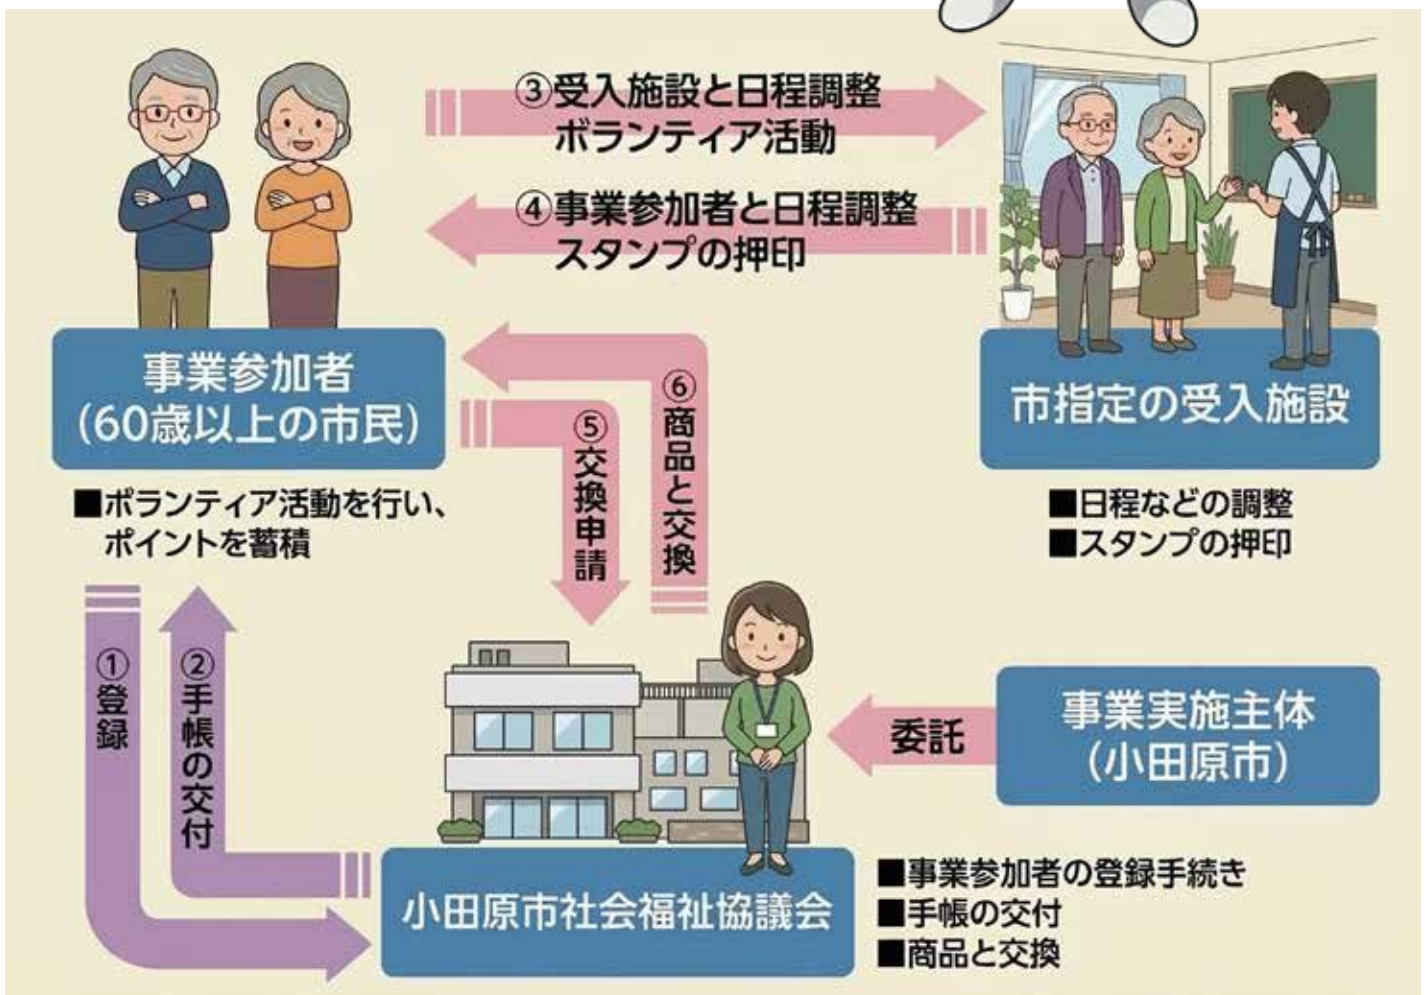 ③受入施設と日程調整
ボランティア活動
④事業参加者と日程調整
スタンプの押印
事業参加者
(60歳以上の市民)
■ボランティア活動を行い、
ポイントを蓄積
市指定の受入施設
■日程などの調整
■スタンプの押印
⑤交換申請
⑥商品と交換
①登録
②手帳の交付
委託
事業実施主体
(小田原市)
小田原市社会福祉協議会
■事業参加者の登録手続き
■手帳の交付
■商品と交換